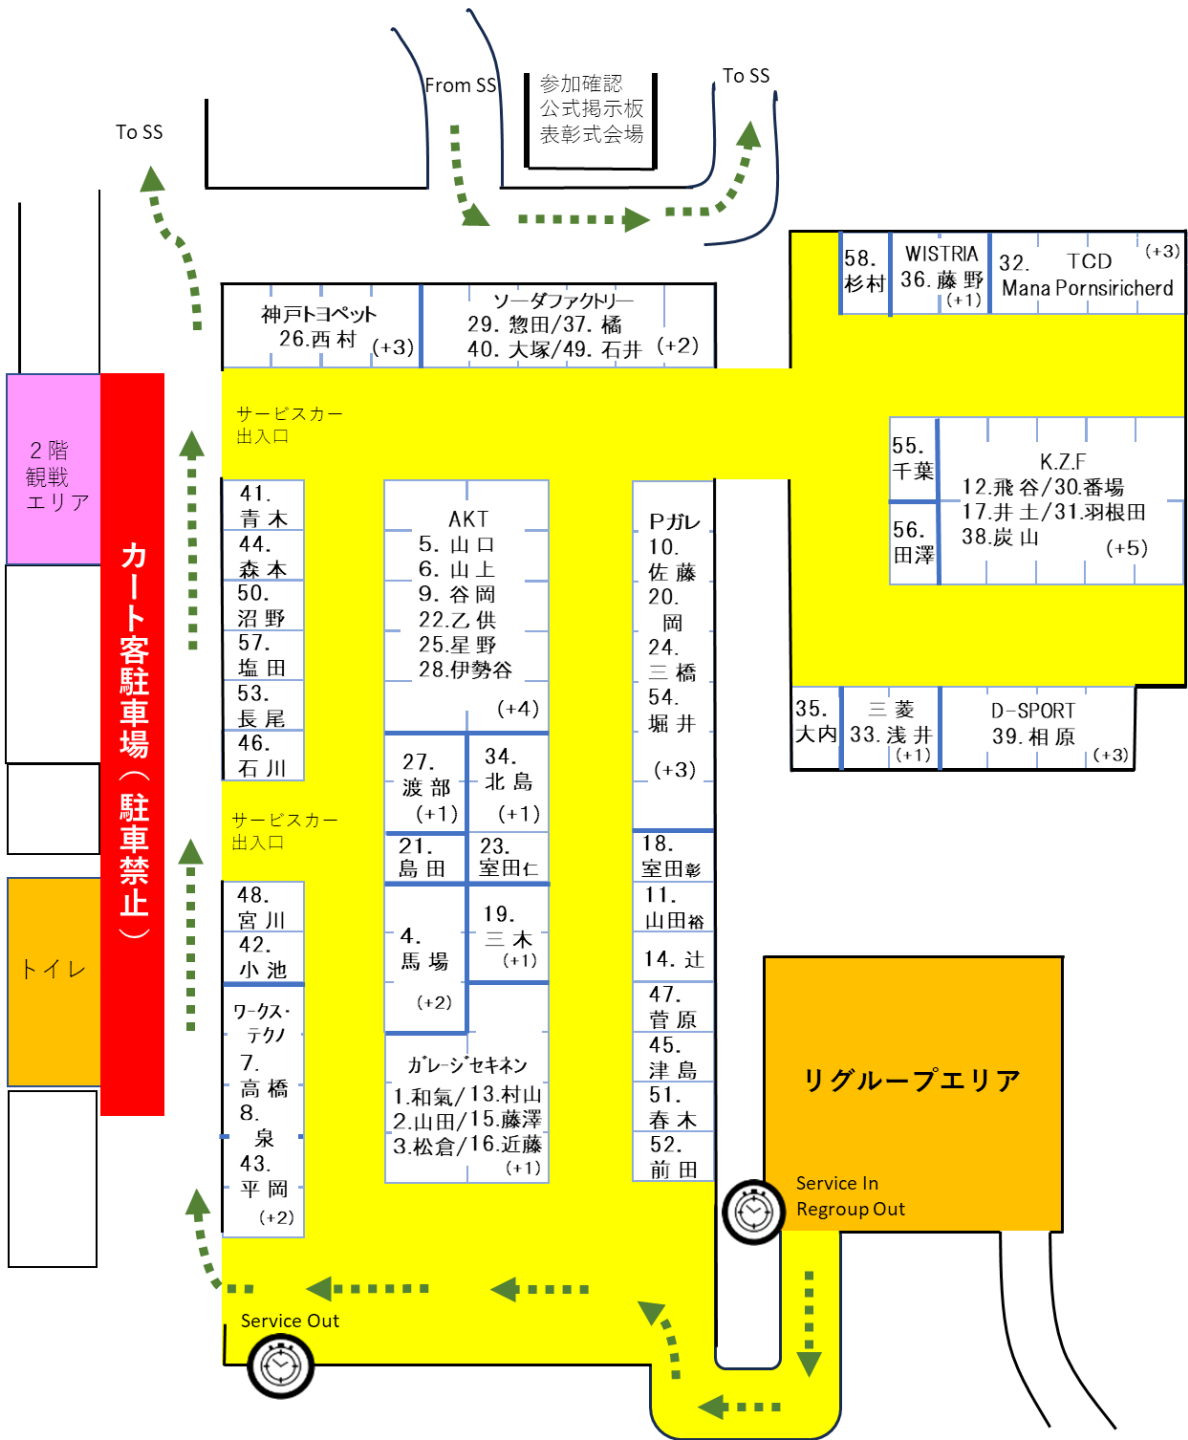 From SS
参加確認
公式掲示板
表彰式会場
To SS
To SS
神戸トヨペット
26.西村 (+3)
ソーダファクトリー
29. 惣田/37. 橘
40. 大塚/49. 石井 (+2)
58.
杉村
WISTRIA
36. 藤野
(+1)
32. TCD (+3)
Mana Pornsiricherd
サービスカー
出入口
２階
観戦
エリア
カート客駐車場（駐車禁止）
トイレ
41.
青木
44.
森本
50.
沼野
57.
塩田
53.
長尾
46.
石川
サービスカー
出入口
48.
宮川
42.
小池
ワークス・
テクノ
7.
高橋
8.
泉
43.
平岡
(+2)
AKT
5. 山口
6. 山上
9. 谷岡
22.乙供
25.星野
28.伊勢谷
(+4)
27.
渡部
(+1)
34.
北島
(+1)
21.
島田
23.
室田仁
4.
馬場
(+2)
19.
三木
(+1)
ガレージセキネン
1.和氣/13.村山
2.山田/15.藤澤
3.松倉/16.近藤
(+1)
Pガレ
10.
佐藤
20.
岡
24.
三橋
54.
堀井
(+3)
18.
室田彰
11.
山田裕
14. 辻
47.
菅原
45.
津島
51.
春木
52.
前田
55.
千葉
56.
田澤
K.Z.F
12.飛谷/30.番場
17.井土/31.羽根田
38.炭山 (+5)
35.
大内
三菱
33. 浅井
(+1)
D-SPORT
39. 相原
(+3)
リグループエリア
Service In
Regroup Out
Service Out